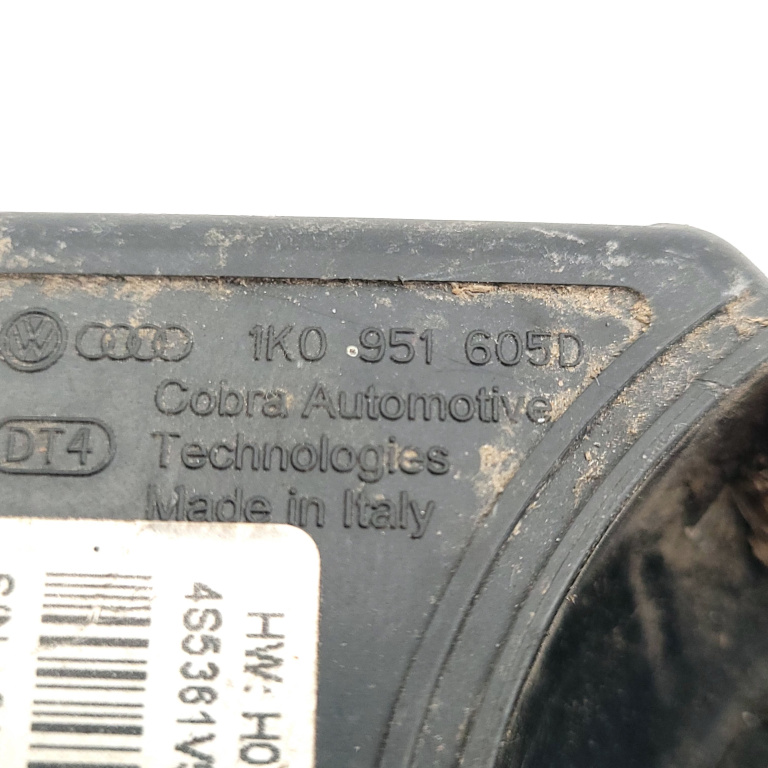 1K0 951 605D
Cobra Automotive
DT4 Technologies
Made in Italy
HW: H0
4S5361V
S/N